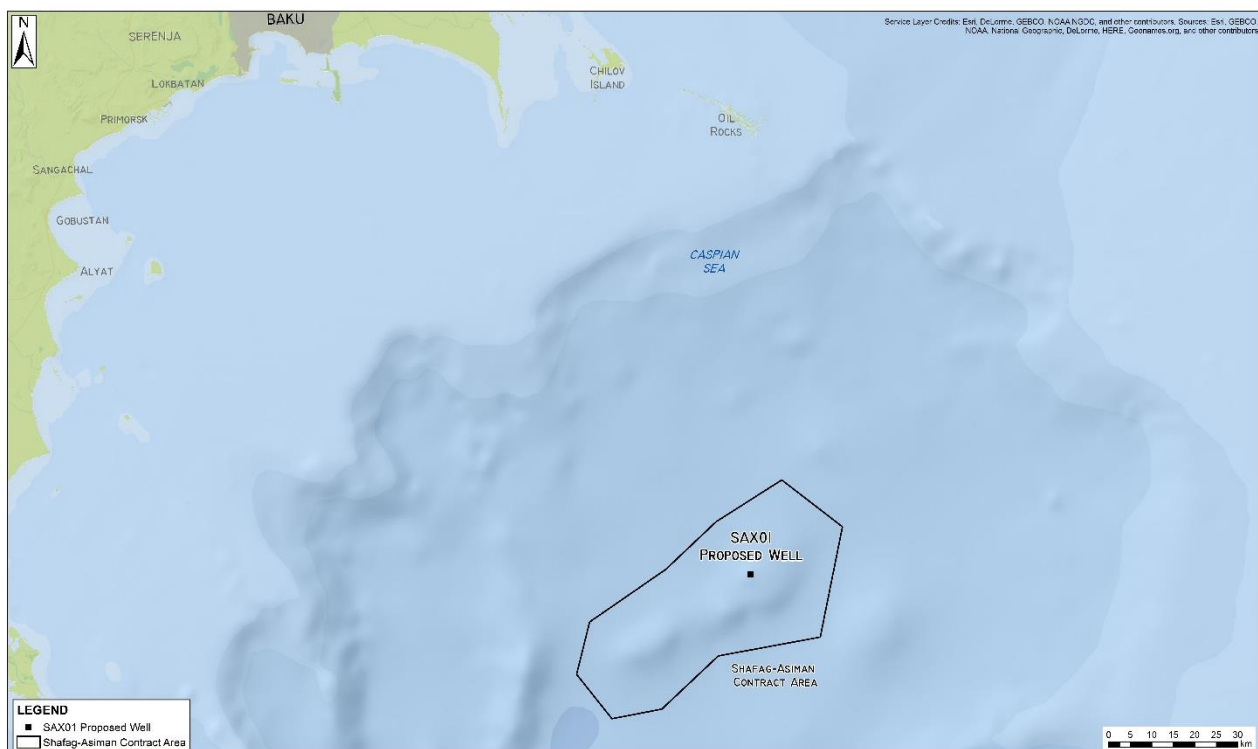 N
BAKU
SERENJA
LOKBATAN
PRIMORSK
SANGACHAL
GOBUSTAN
ALYAT
CHILOV
ISLAND
OIL
ROCKS
Service Layer Credits: Esri, DeLorme, GEBCO, NOAA NGDC, and other contributors, Sources: Esri, GEBCO,
NOAA, National Geographic, DeLorme, HERE, Geonames.org, and other contributors
CASPIAN
SEA
SAX01
PROPOSED WELL
SHAFAG-ASIMAN
CONTRACT AREA
LEGEND
SAX01 Proposed Well
Shafag-Asiman Contract Area
0 5 10 15 20 25 30
km